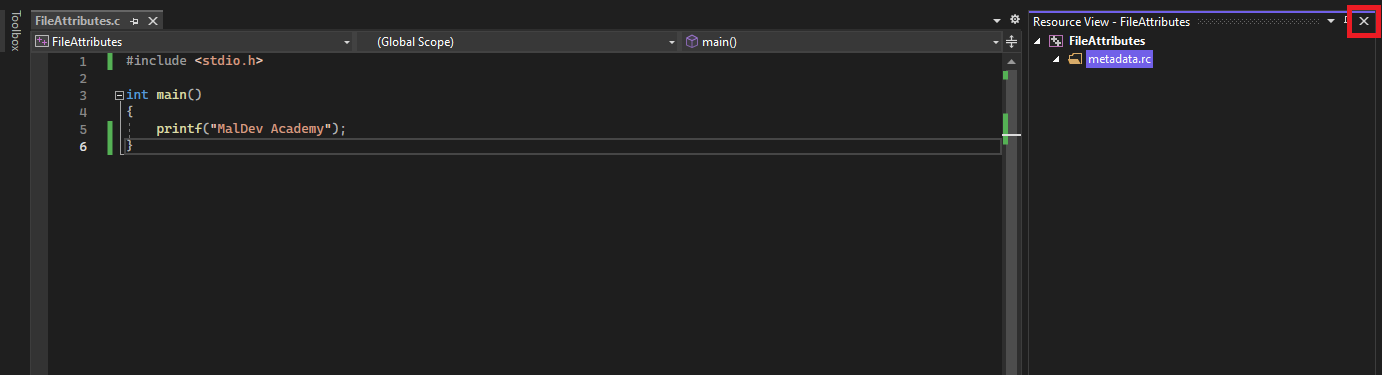 Toolbox
FileAttributes.c
FileAttributes (Global Scope) main()
1 #include <stdio.h>
2
3 int main()
4 {
5 printf("MalDev Academy");
6 }
Resource View - FileAttributes
FileAttributes
metadata.rc